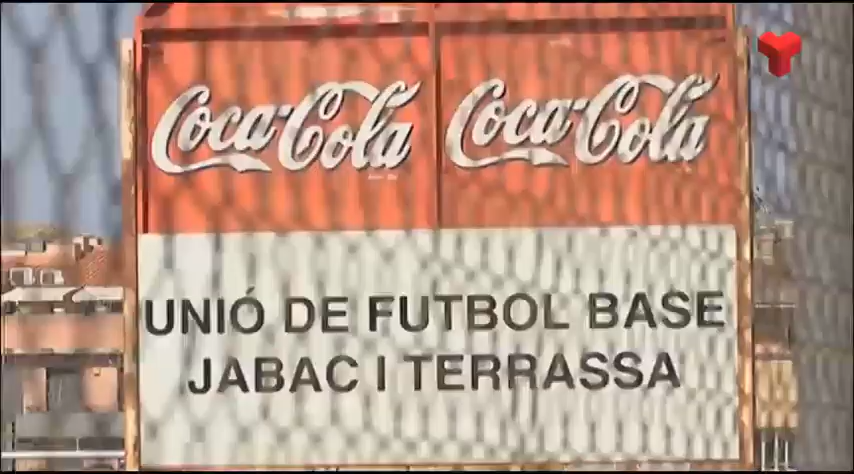 Coca-Cola Coca-Cola
UNIÓ DE FUTBOL BASE
JABAC I TERRASSA